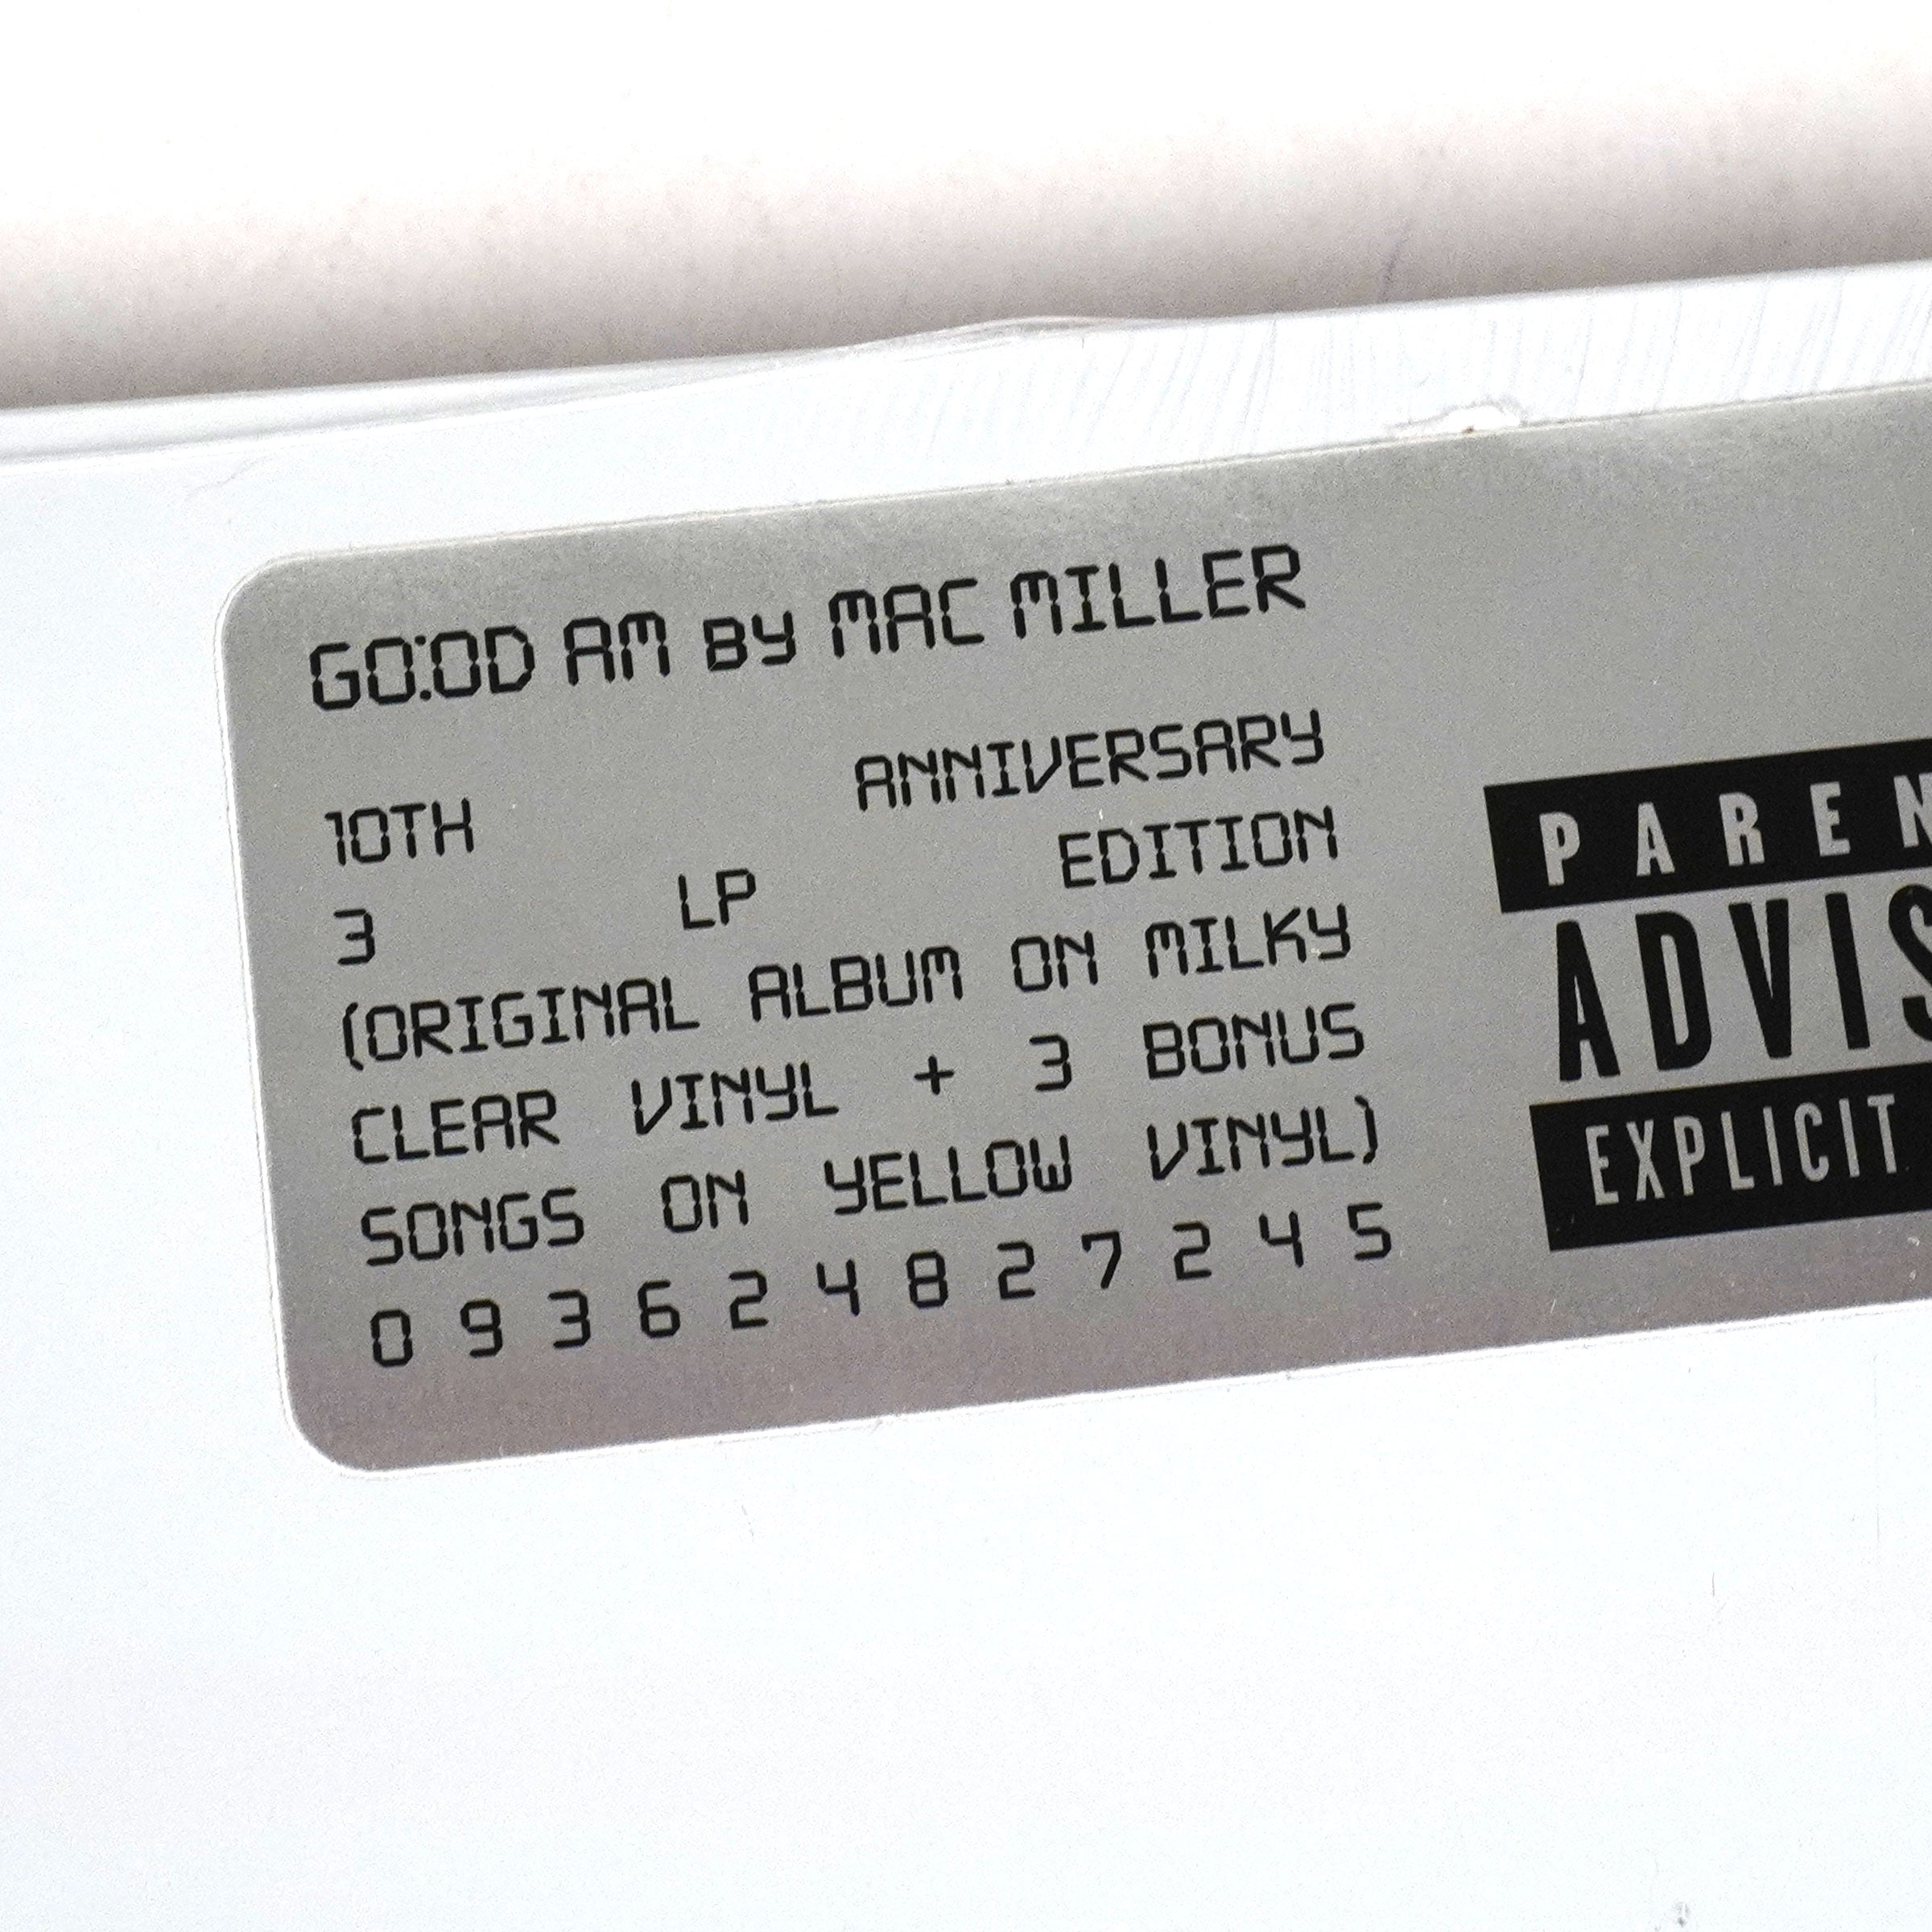 GO:OD AM BY MAC MILLER
10TH ANNIVERSARY
3 LP EDITION
(ORIGINAL ALBUM ON MILKY
CLEAR VINYL + 3 BONUS
SONGS ON YELLOW VINYL)
0 9 3 6 2 4 8 2 7 2 4 5
PAREN
ADVIS
EXPLICIT